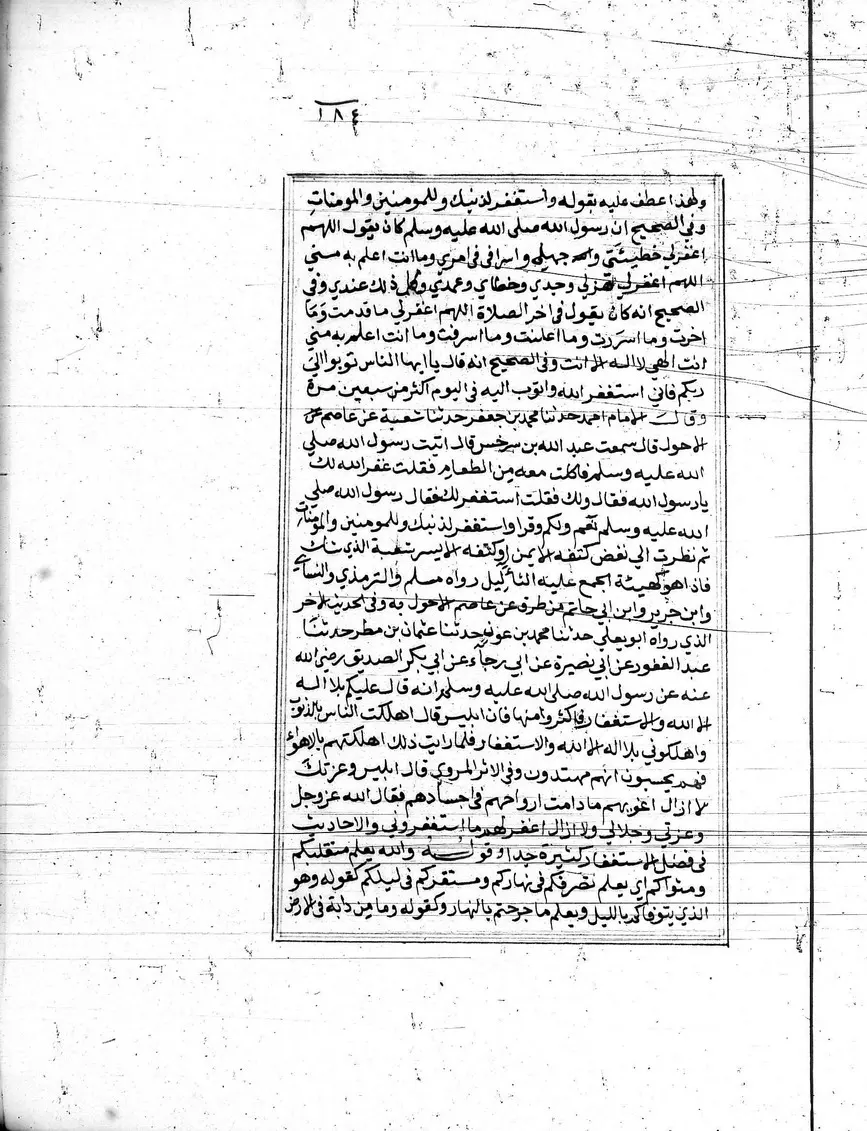 ١٨٤
ولهذا عطف عليه بقوله واستغفر لذنبك وللمومنين والمومنات
وفي الصحيح ان رسول الله صلى الله عليه وسلم كان يقول اللهم
اغفر لي خطيئتي وجهلي واسرافي في امري وما انت اعلم به مني
اللهم اغفر لي هزلي وجدي وخطاي وعمدي وكل ذلك عندي وفي
الصحيح انه كان يقول في اخر الصلاة اللهم اغفر لي ما قدمت وَمَا
اخرت وما اسررت وما اعلنت وما اسرفت وما انت اعلم به مني
انت الهي لا اله الا انت وفي الصحيح انه قال يا ايها الناس توبوا الي
ربكم فاني استغفر الله واتوب اليه في اليوم اكثر من سبعين مرة
وقال الامام احمد حدثنا محمد بن جعفر حدثنا شعبة عن عاصم عن
الاحول قال سمعت عبد الله بن سرخس قال اتيت رسول الله صلي
الله عليه وسلم فاكلت معه من الطعام فقلت غفر الله لك
يا رسول الله فقال ولك فقلت استغفر لك فقال رسول الله صلي
الله عليه وسلم نعم ولكم وقرا واستغفر لذنبك وللمومنين والمومنات
ثم نظرت الي نغض كتفه الايمن او كتفه الايسر شعبة الذي شك
فاذا هو كهيئة الجمع عليه الثآليل رواه مسلم والترمذي والنسائي
وابن جرير وابن ابي حاتم من طرق عن عاصم الاحول به وفي الحديث الاخر
الذي رواه ابو يعلي حدثنا محمد بن عون حدثنا عثمان بن مطر حدثنا
عبد الغفور عن ابي نصيرة عن ابي رجآء عن ابي بكر الصديق رضي الله
عنه عن رسول الله صلى الله عليه وسلم انه قال عليكم بلا اله
الا الله والاستغفار فاكثروا منها فان ابليس قال اهلكت الناس بالذنوب
واهلكوني بلا اله الا الله والاستغفار فلما رايت ذلك اهلكتهم بالاهواء
فهم يحسبون انهم مهتدون وفي الاثر المروي قال ابليس وعزتك
لا ازال اغويهم ما دامت ارواحهم في اجسادهم فقال الله عز وجل
وعزتي وجلالي ولا ازال اغفر لهم ما استغفروني والاحاديث
في فضل الاستغفار كثيرة جدا وقوله والله يعلم متقلبكم
ومثواكم اي يعلم تصرفكم في نهاركم ومستقركم في ليلكم كقوله وهو
الذي يتوفاكم بالليل ويعلم ما جرحتم بالنهار وكقوله وما من دابة في الارض